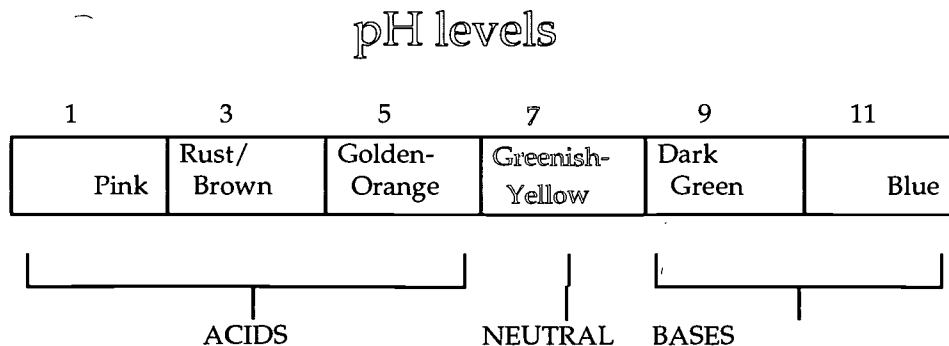 pH levels
1 3 5 7 9 11
Rust/ Golden- Greenish- Dark
Pink Brown Orange Yellow Green Blue
ACIDS NEUTRAL BASES